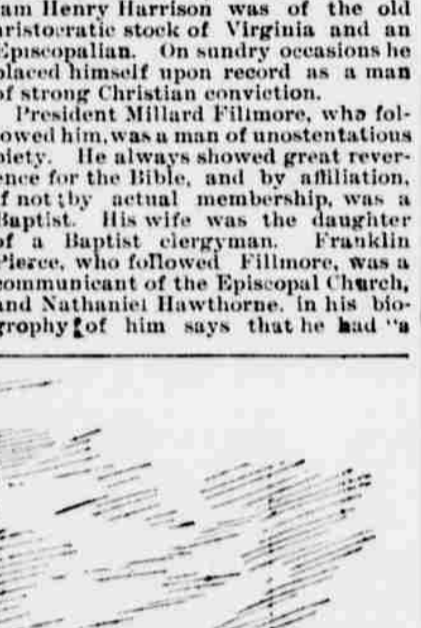 iam Henry Harrison was of the old
aristocratic stock of Virginia and an
Episcopalian. On sundry occasions he
placed himself upon record as a man
of strong Christian conviction.
President Millard Fillmore, who fol-
lowed him, was a man of unostentatious
piety. He always showed great rever-
ence for the Bible, and by affiliation,
if not by actual membership, was a
Baptist. His wife was the daughter
of a Baptist clergyman. Franklin
Pierce, who followed Fillmore, was a
communicant of the Episcopal Church,
and Nathaniel Hawthorne, in his bio-
grophy of him says that he had "a